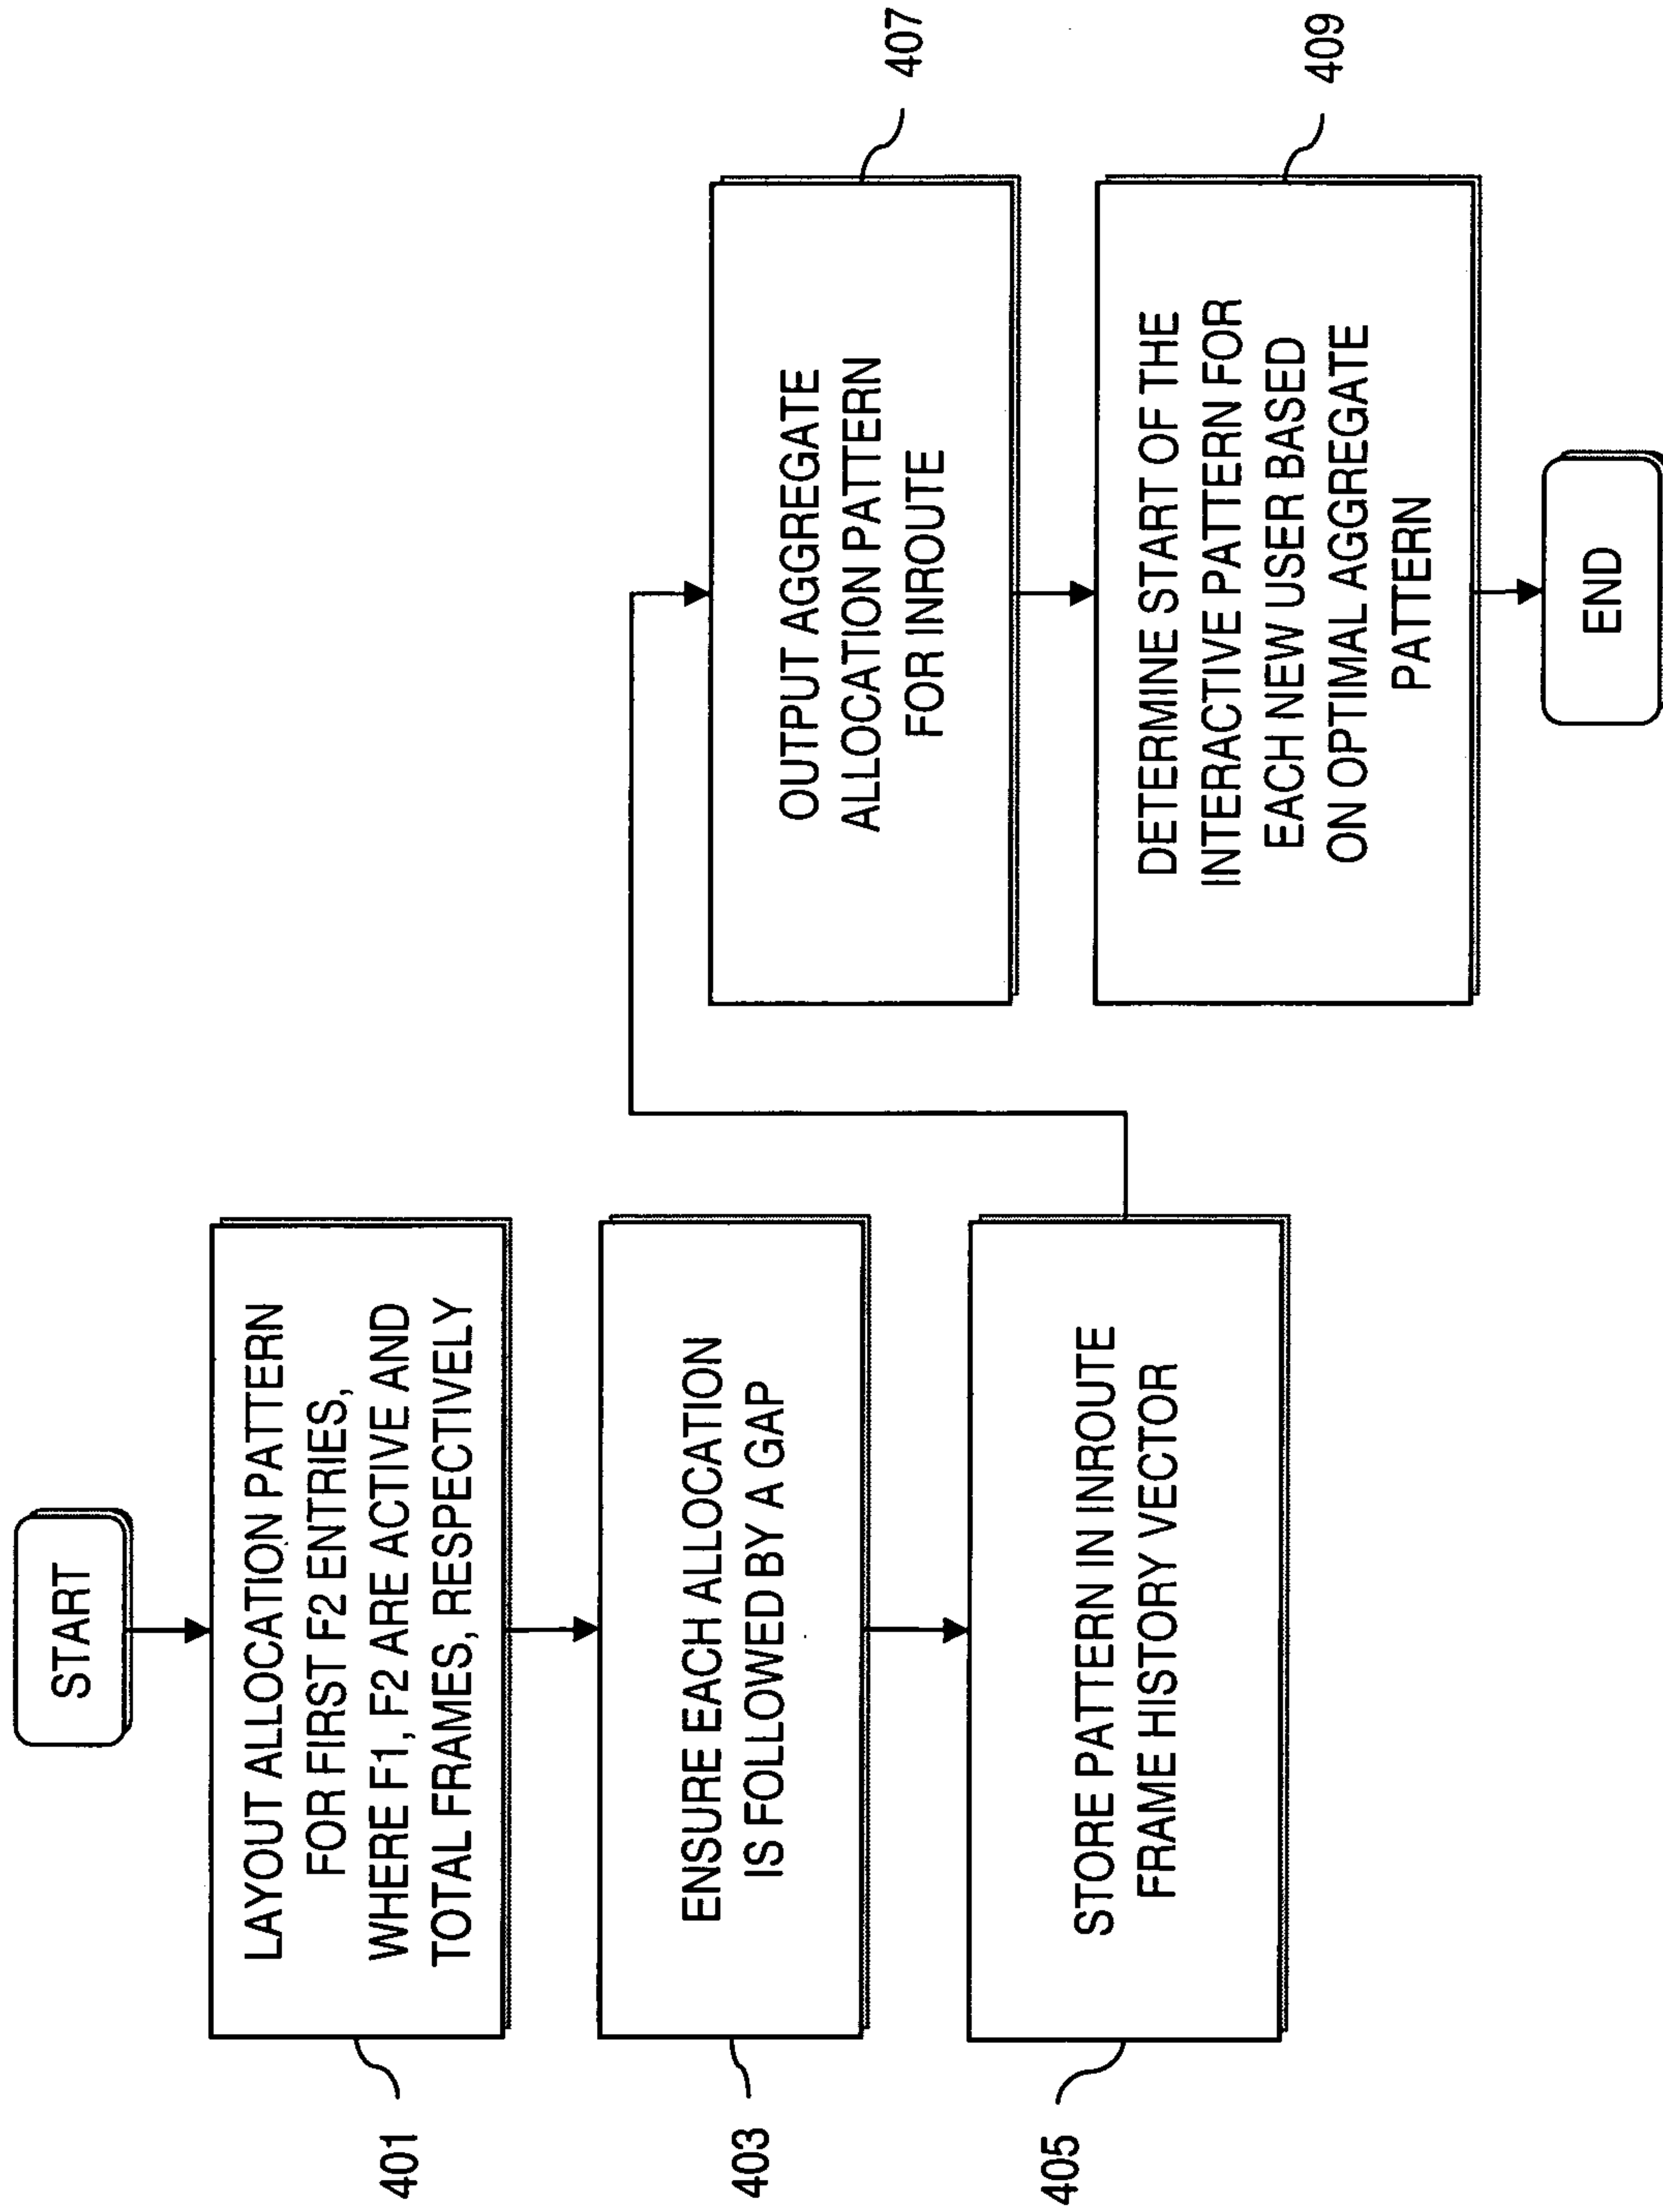 START
LAYOUT ALLOCATION PATTERN
FOR FIRST F2 ENTRIES,
WHERE F1, F2 ARE ACTIVE AND
TOTAL FRAMES, RESPECTIVELY
401
ENSURE EACH ALLOCATION
IS FOLLOWED BY A GAP
403
STORE PATTERN IN INROUTE
FRAME HISTORY VECTOR
405
OUTPUT AGGREGATE
ALLOCATION PATTERN
FOR INROUTE
407
DETERMINE START OF THE
INTERACTIVE PATTERN FOR
EACH NEW USER BASED
ON OPTIMAL AGGREGATE
PATTERN
409
END